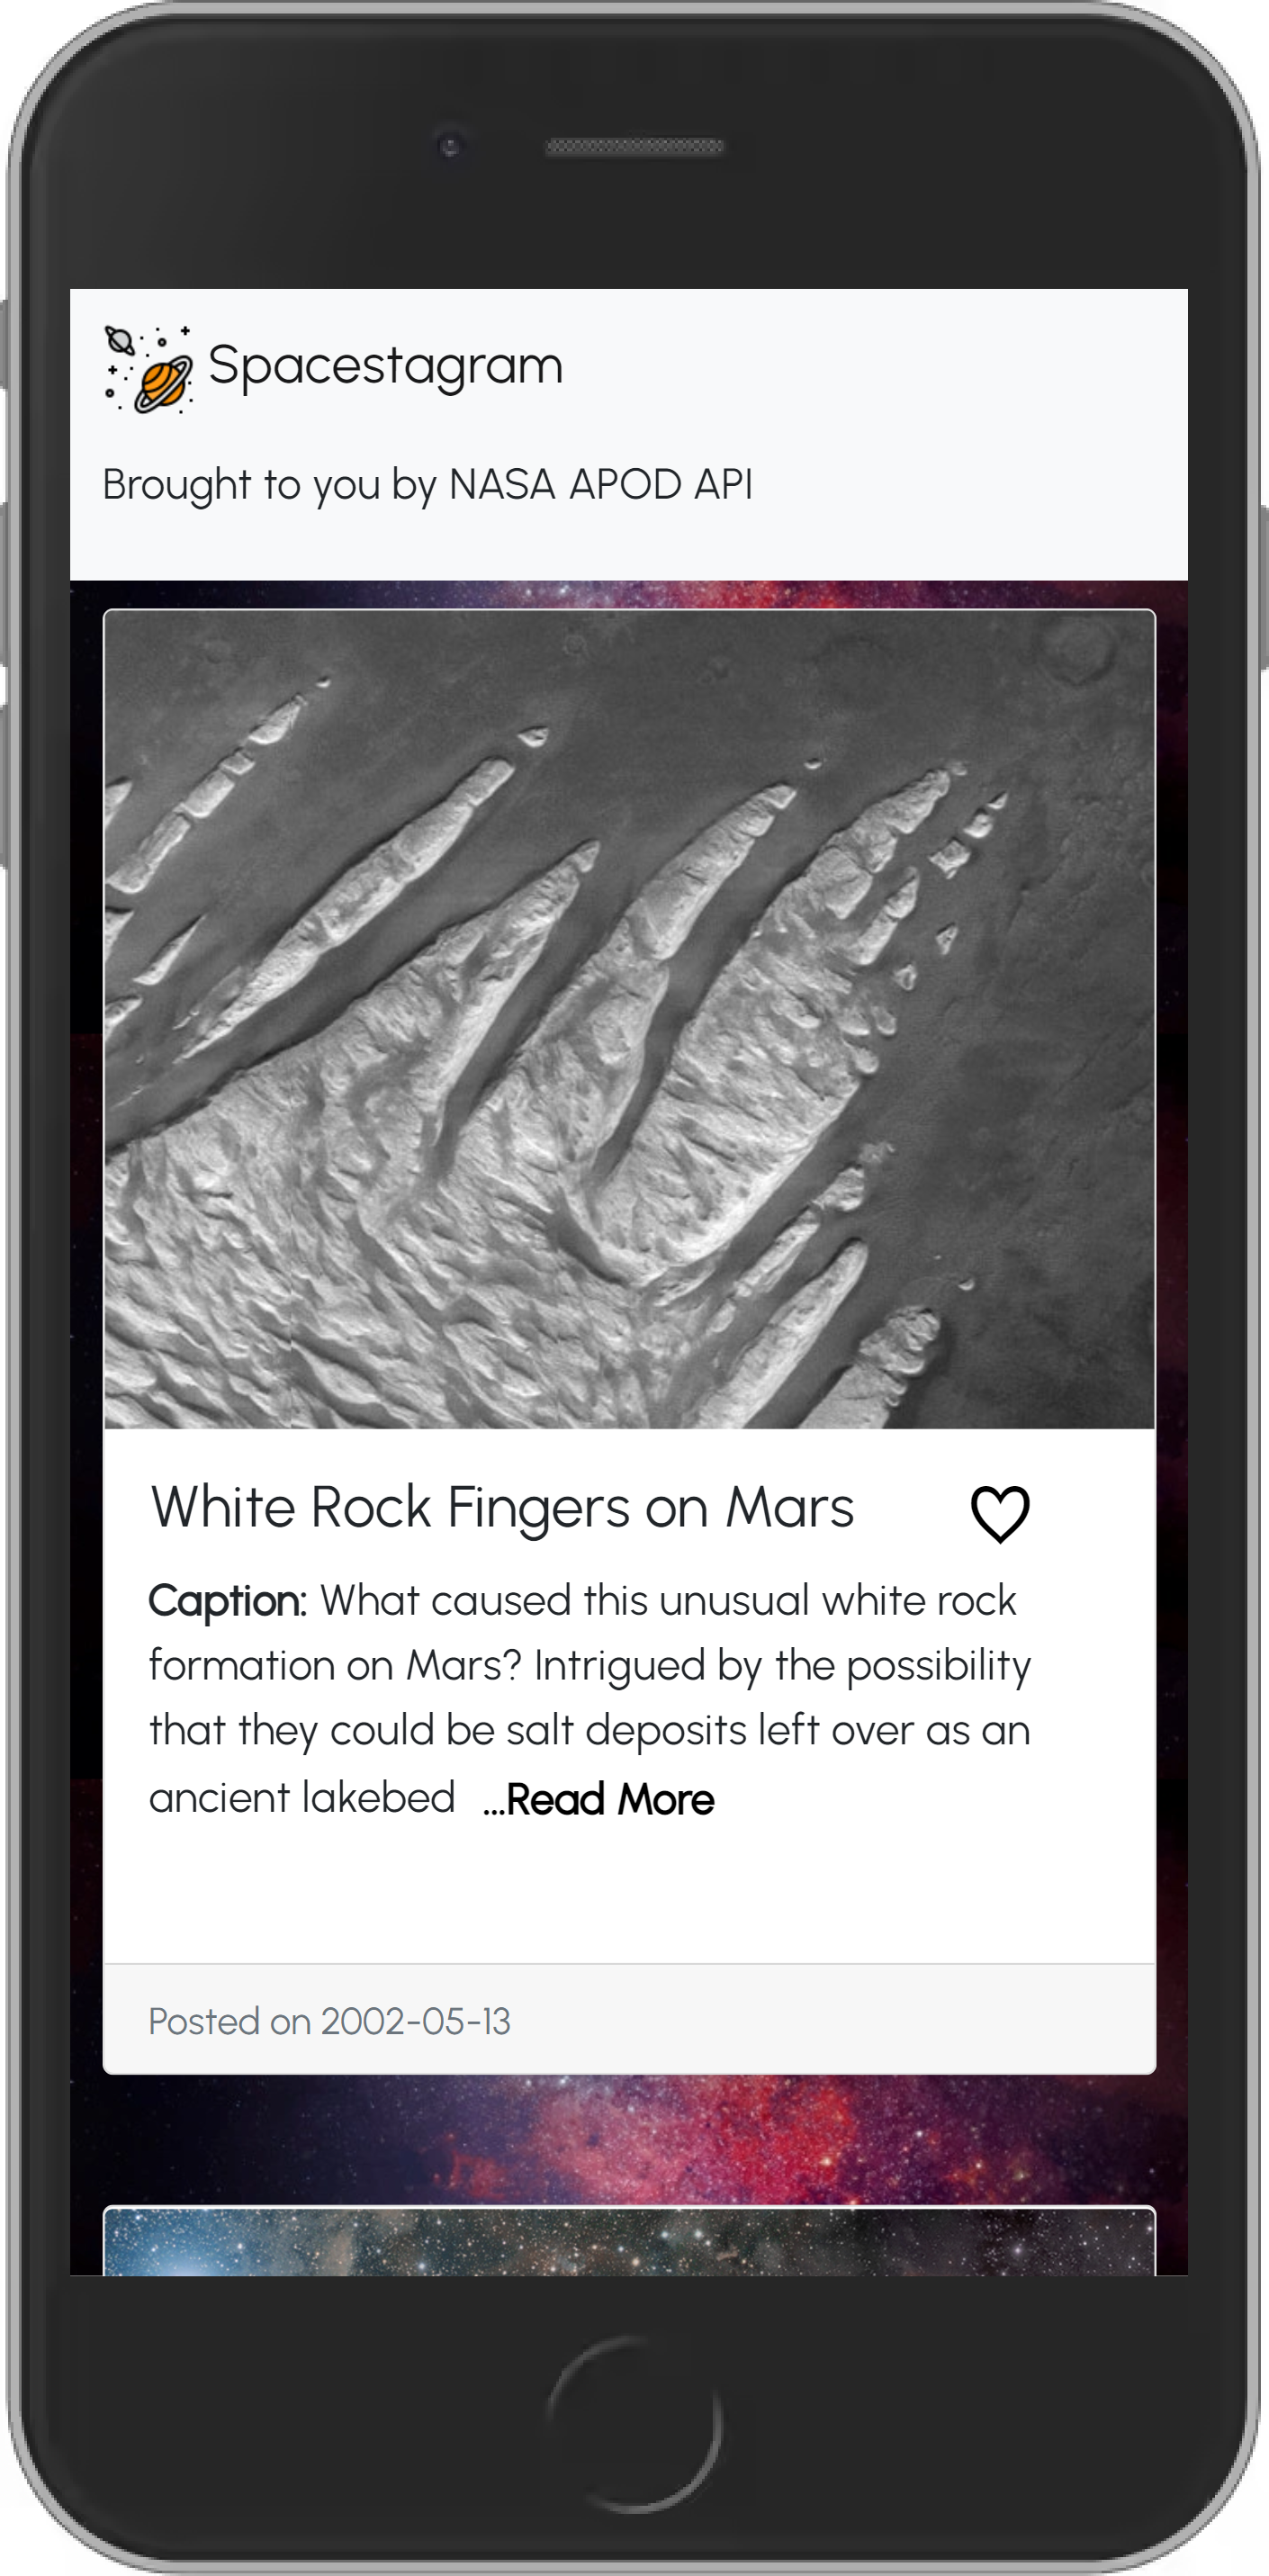 Spacestagram
Brought to you by NASA APOD API
White Rock Fingers on Mars
Caption: What caused this unusual white rock
formation on Mars? Intrigued by the possibility
that they could be salt deposits left over as an
ancient lakebed ...Read More
Posted on 2002-05-13